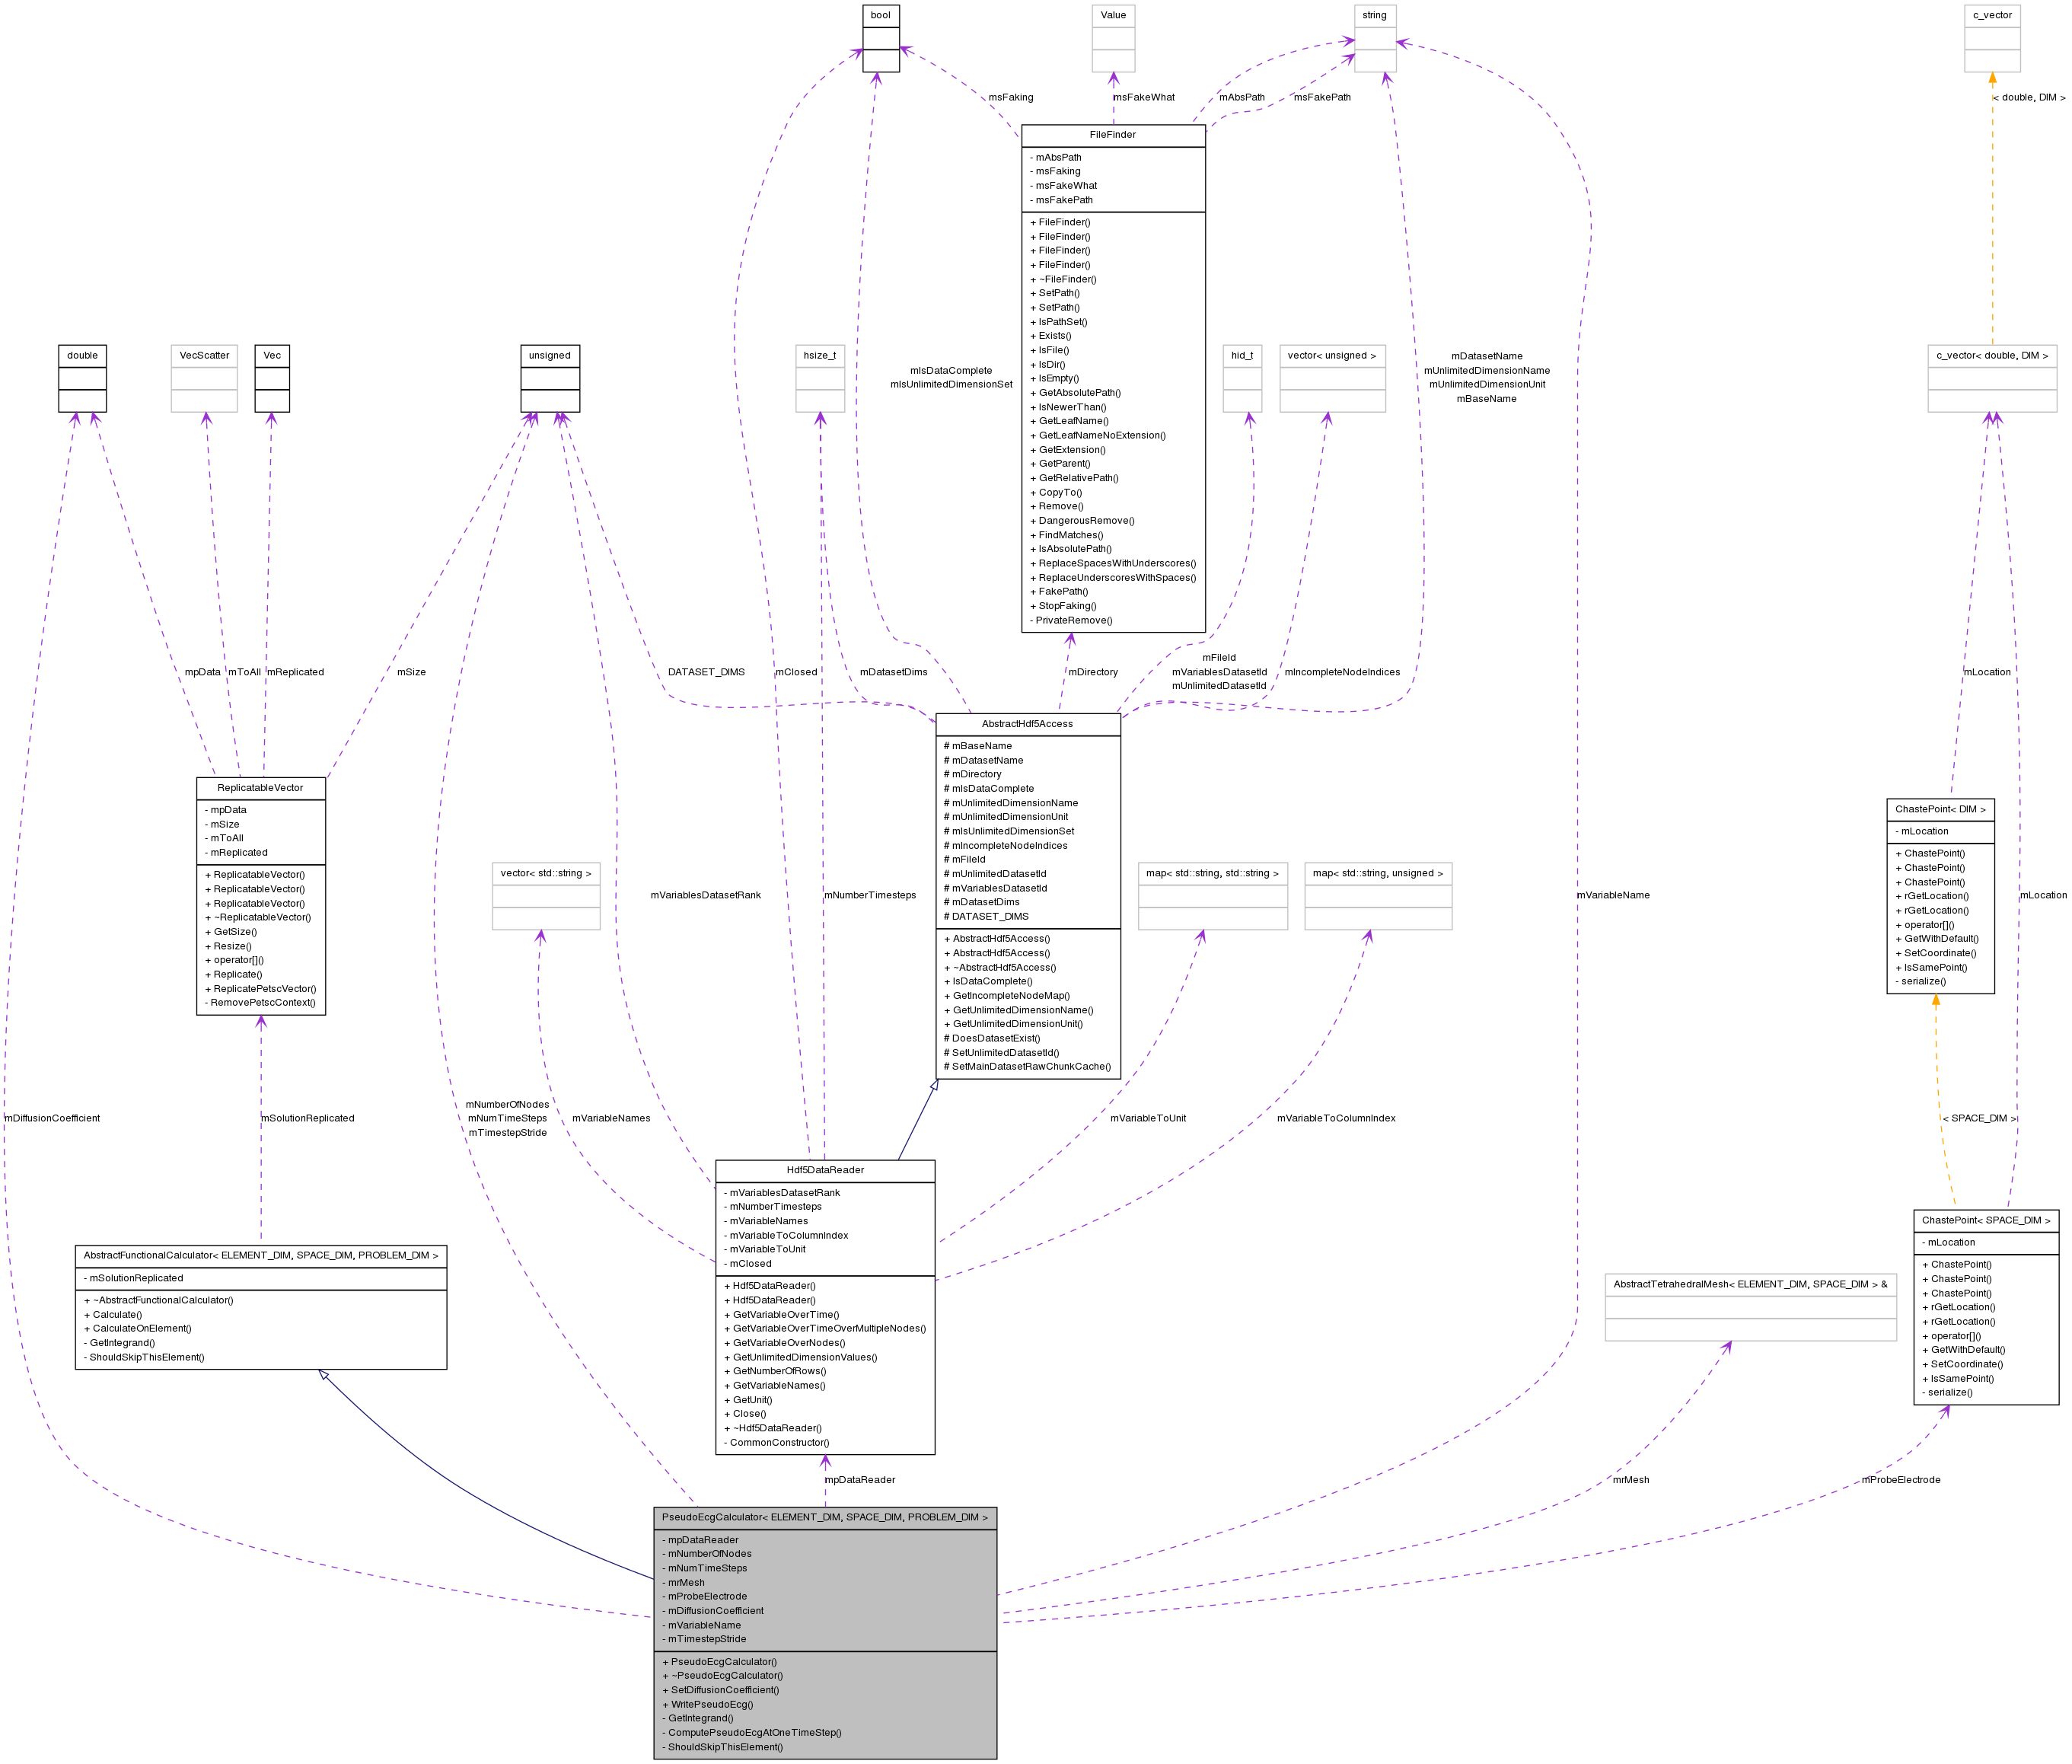 bool
Value
string
c_vector
msFaking
msFakeWhat
mAbsPath
msFakePath
< double, DIM >
FileFinder
- mAbsPath
- msFaking
- msFakeWhat
- msFakePath
+ FileFinder()
+ FileFinder()
+ FileFinder()
+ FileFinder()
+ ~FileFinder()
+ SetPath()
+ SetPath()
+ IsPathSet()
+ Exists()
+ IsFile()
+ IsDir()
+ IsEmpty()
+ GetAbsolutePath()
+ IsNewerThan()
+ GetLeafName()
+ GetLeafNameNoExtension()
+ GetExtension()
+ GetParent()
+ GetRelativePath()
+ CopyTo()
+ Remove()
+ DangerousRemove()
+ FindMatches()
+ IsAbsolutePath()
+ ReplaceSpacesWithUnderscores()
+ ReplaceUnderscoresWithSpaces()
+ FakePath()
+ StopFaking()
- PrivateRemove()
double
VecScatter
Vec
unsigned
hsize_t
mIsDataComplete
mIsUnlimitedDimensionSet
hid_t
vector< unsigned >
mDatasetName
mUnlimitedDimensionName
mUnlimitedDimensionUnit
mBaseName
c_vector< double, DIM >
mpData
mToAll
mReplicated
mSize
DATASET_DIMS
mClosed
mDatasetDims
mDirectory
mFileId
mVariablesDatasetId
mUnlimitedDatasetId
mIncompleteNodeIndices
mLocation
AbstractHdf5Access
# mBaseName
# mDatasetName
# mDirectory
# mIsDataComplete
# mUnlimitedDimensionName
# mUnlimitedDimensionUnit
# mIsUnlimitedDimensionSet
# mIncompleteNodeIndices
# mFileId
# mUnlimitedDatasetId
# mVariablesDatasetId
# mDatasetDims
# DATASET_DIMS
+ AbstractHdf5Access()
+ AbstractHdf5Access()
+ ~AbstractHdf5Access()
+ IsDataComplete()
+ GetIncompleteNodeMap()
+ GetUnlimitedDimensionName()
+ GetUnlimitedDimensionUnit()
# DoesDatasetExist()
# SetUnlimitedDatasetId()
# SetMainDatasetRawChunkCache()
ReplicatableVector
- mpData
- mSize
- mToAll
- mReplicated
+ ReplicatableVector()
+ ReplicatableVector()
+ ReplicatableVector()
+ ~ReplicatableVector()
+ GetSize()
+ Resize()
+ operator[]()
+ Replicate()
+ ReplicatePetscVector()
- RemovePetscContext()
ChastePoint< DIM >
- mLocation
+ ChastePoint()
+ ChastePoint()
+ ChastePoint()
+ rGetLocation()
+ rGetLocation()
+ operator[]()
+ GetWithDefault()
+ SetCoordinate()
+ IsSamePoint()
- serialize()
vector< std::string >
mVariablesDatasetRank
mNumberTimesteps
map< std::string, std::string >
map< std::string, unsigned >
mVariableName
mLocation
mDiffusionCoefficient
mSolutionReplicated
mNumberOfNodes
mNumTimeSteps
mTimestepStride
mVariableNames
mVariableToUnit
mVariableToColumnIndex
< SPACE_DIM >
Hdf5DataReader
- mVariablesDatasetRank
- mNumberTimesteps
- mVariableNames
- mVariableToColumnIndex
- mVariableToUnit
- mClosed
+ Hdf5DataReader()
+ Hdf5DataReader()
+ GetVariableOverTime()
+ GetVariableOverTimeOverMultipleNodes()
+ GetVariableOverNodes()
+ GetUnlimitedDimensionValues()
+ GetNumberOfRows()
+ GetVariableNames()
+ GetUnit()
+ Close()
+ ~Hdf5DataReader()
- CommonConstructor()
AbstractFunctionalCalculator< ELEMENT_DIM, SPACE_DIM, PROBLEM_DIM >
- mSolutionReplicated
+ ~AbstractFunctionalCalculator()
+ Calculate()
+ CalculateOnElement()
- GetIntegrand()
- ShouldSkipThisElement()
AbstractTetrahedralMesh< ELEMENT_DIM, SPACE_DIM > &
ChastePoint< SPACE_DIM >
- mLocation
+ ChastePoint()
+ ChastePoint()
+ ChastePoint()
+ rGetLocation()
+ rGetLocation()
+ operator[]()
+ GetWithDefault()
+ SetCoordinate()
+ IsSamePoint()
- serialize()
mpDataReader
mrMesh
mProbeElectrode
PseudoEcgCalculator< ELEMENT_DIM, SPACE_DIM, PROBLEM_DIM >
- mpDataReader
- mNumberOfNodes
- mNumTimeSteps
- mrMesh
- mProbeElectrode
- mDiffusionCoefficient
- mVariableName
- mTimestepStride
+ PseudoEcgCalculator()
+ ~PseudoEcgCalculator()
+ SetDiffusionCoefficient()
+ WritePseudoEcg()
- GetIntegrand()
- ComputePseudoEcgAtOneTimeStep()
- ShouldSkipThisElement()